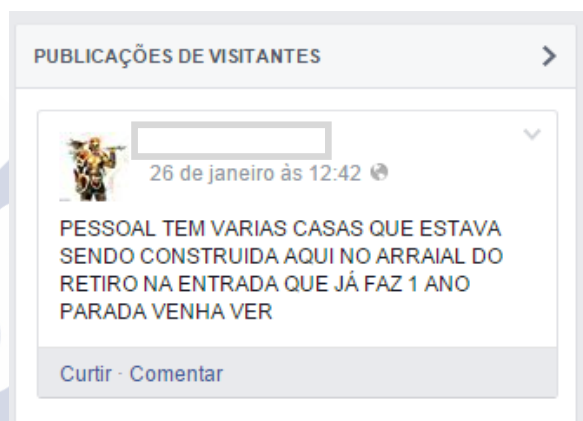 PUBLICAÇÕES DE VISITANTES
26 de janeiro às 12:42
PESSOAL TEM VARIAS CASAS QUE ESTAVA
SENDO CONSTRUIDA AQUI NO ARRAIAL DO
RETIRO NA ENTRADA QUE JÁ FAZ 1 ANO
PARADA VENHA VER
Curtir · Comentar